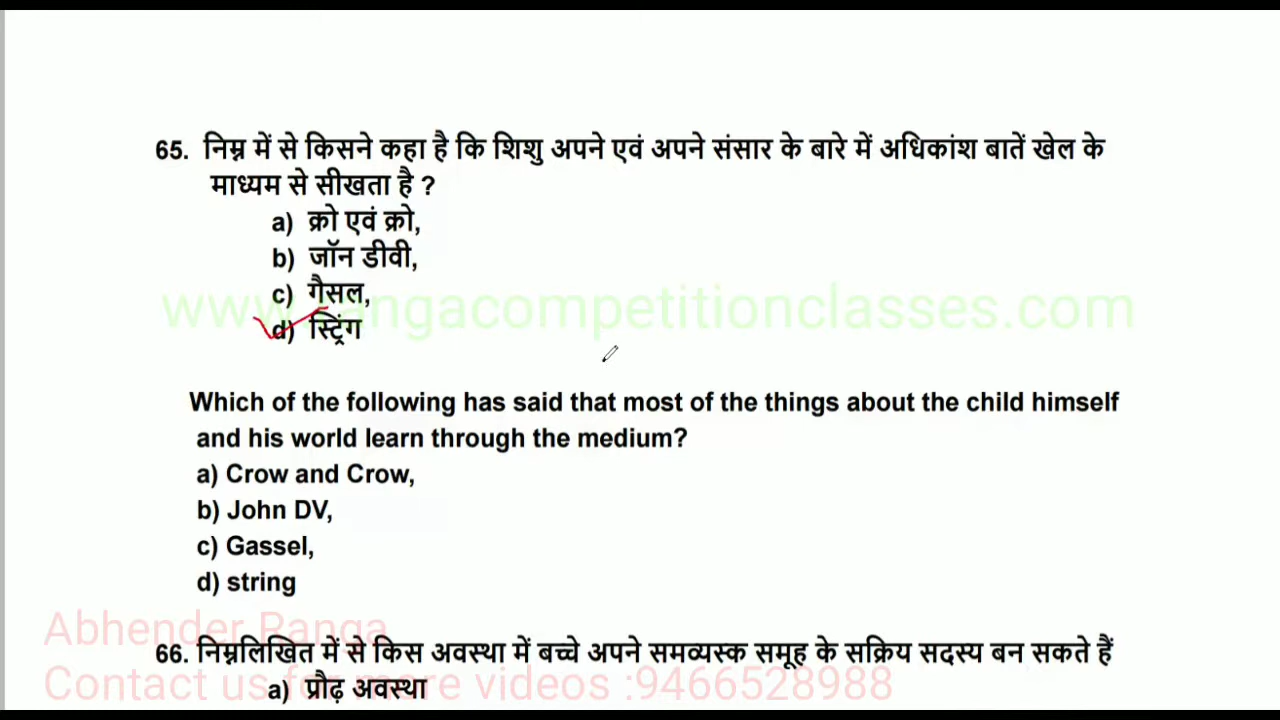 65. निम्न में से किसने कहा है कि शिशु अपने एवं अपने संसार के बारे में अधिकांश बातें खेल के
माध्यम से सीखता है ?
a) क्रो एवं क्रो,
b) जॉन डीवी,
c) गैसल,
www.rangacompetitionclasses.com
d) स्ट्रिंग
Which of the following has said that most of the things about the child himself
and his world learn through the medium?
a) Crow and Crow,
b) John DV,
c) Gassel,
d) string
Abhender Ranga
66. निम्नलिखित में से किस अवस्था में बच्चे अपने समव्यस्क समूह के सक्रिय सदस्य बन सकते हैं
Contact us for more videos :9466528988
a) प्रौढ़ अवस्था